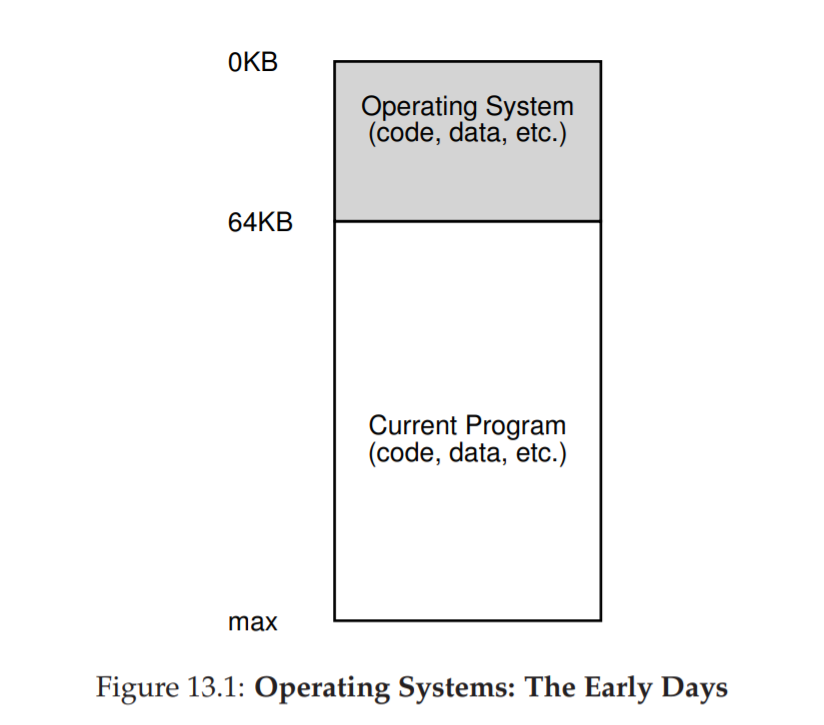 0KB
Operating System
(code, data, etc.)
64KB
Current Program
(code, data, etc.)
max
Figure 13.1: Operating Systems: The Early Days